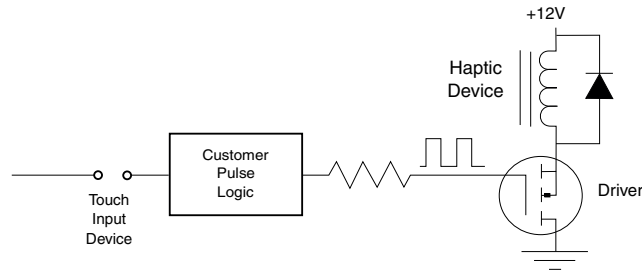 +12V
Haptic
Device
Customer
Pulse
Logic
Touch
Input
Device
Driver